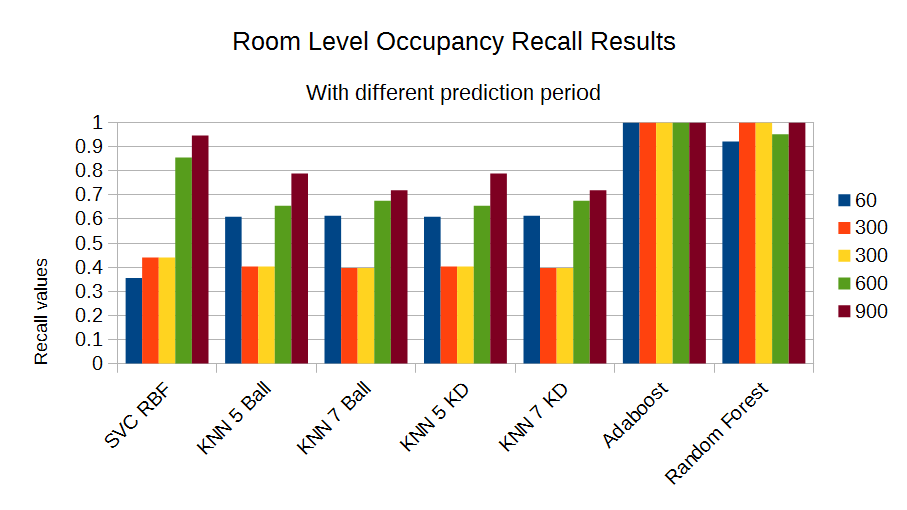 Room Level Occupancy Recall Results
With different prediction period
Recall values
1
0.9
0.8
0.7
0.6
0.5
0.4
0.3
0.2
0.1
0
SVC RBF
KNN 5 Ball
KNN 7 Ball
KNN 5 KD
KNN 7 KD
Adaboost
Random Forest
60
300
300
600
900